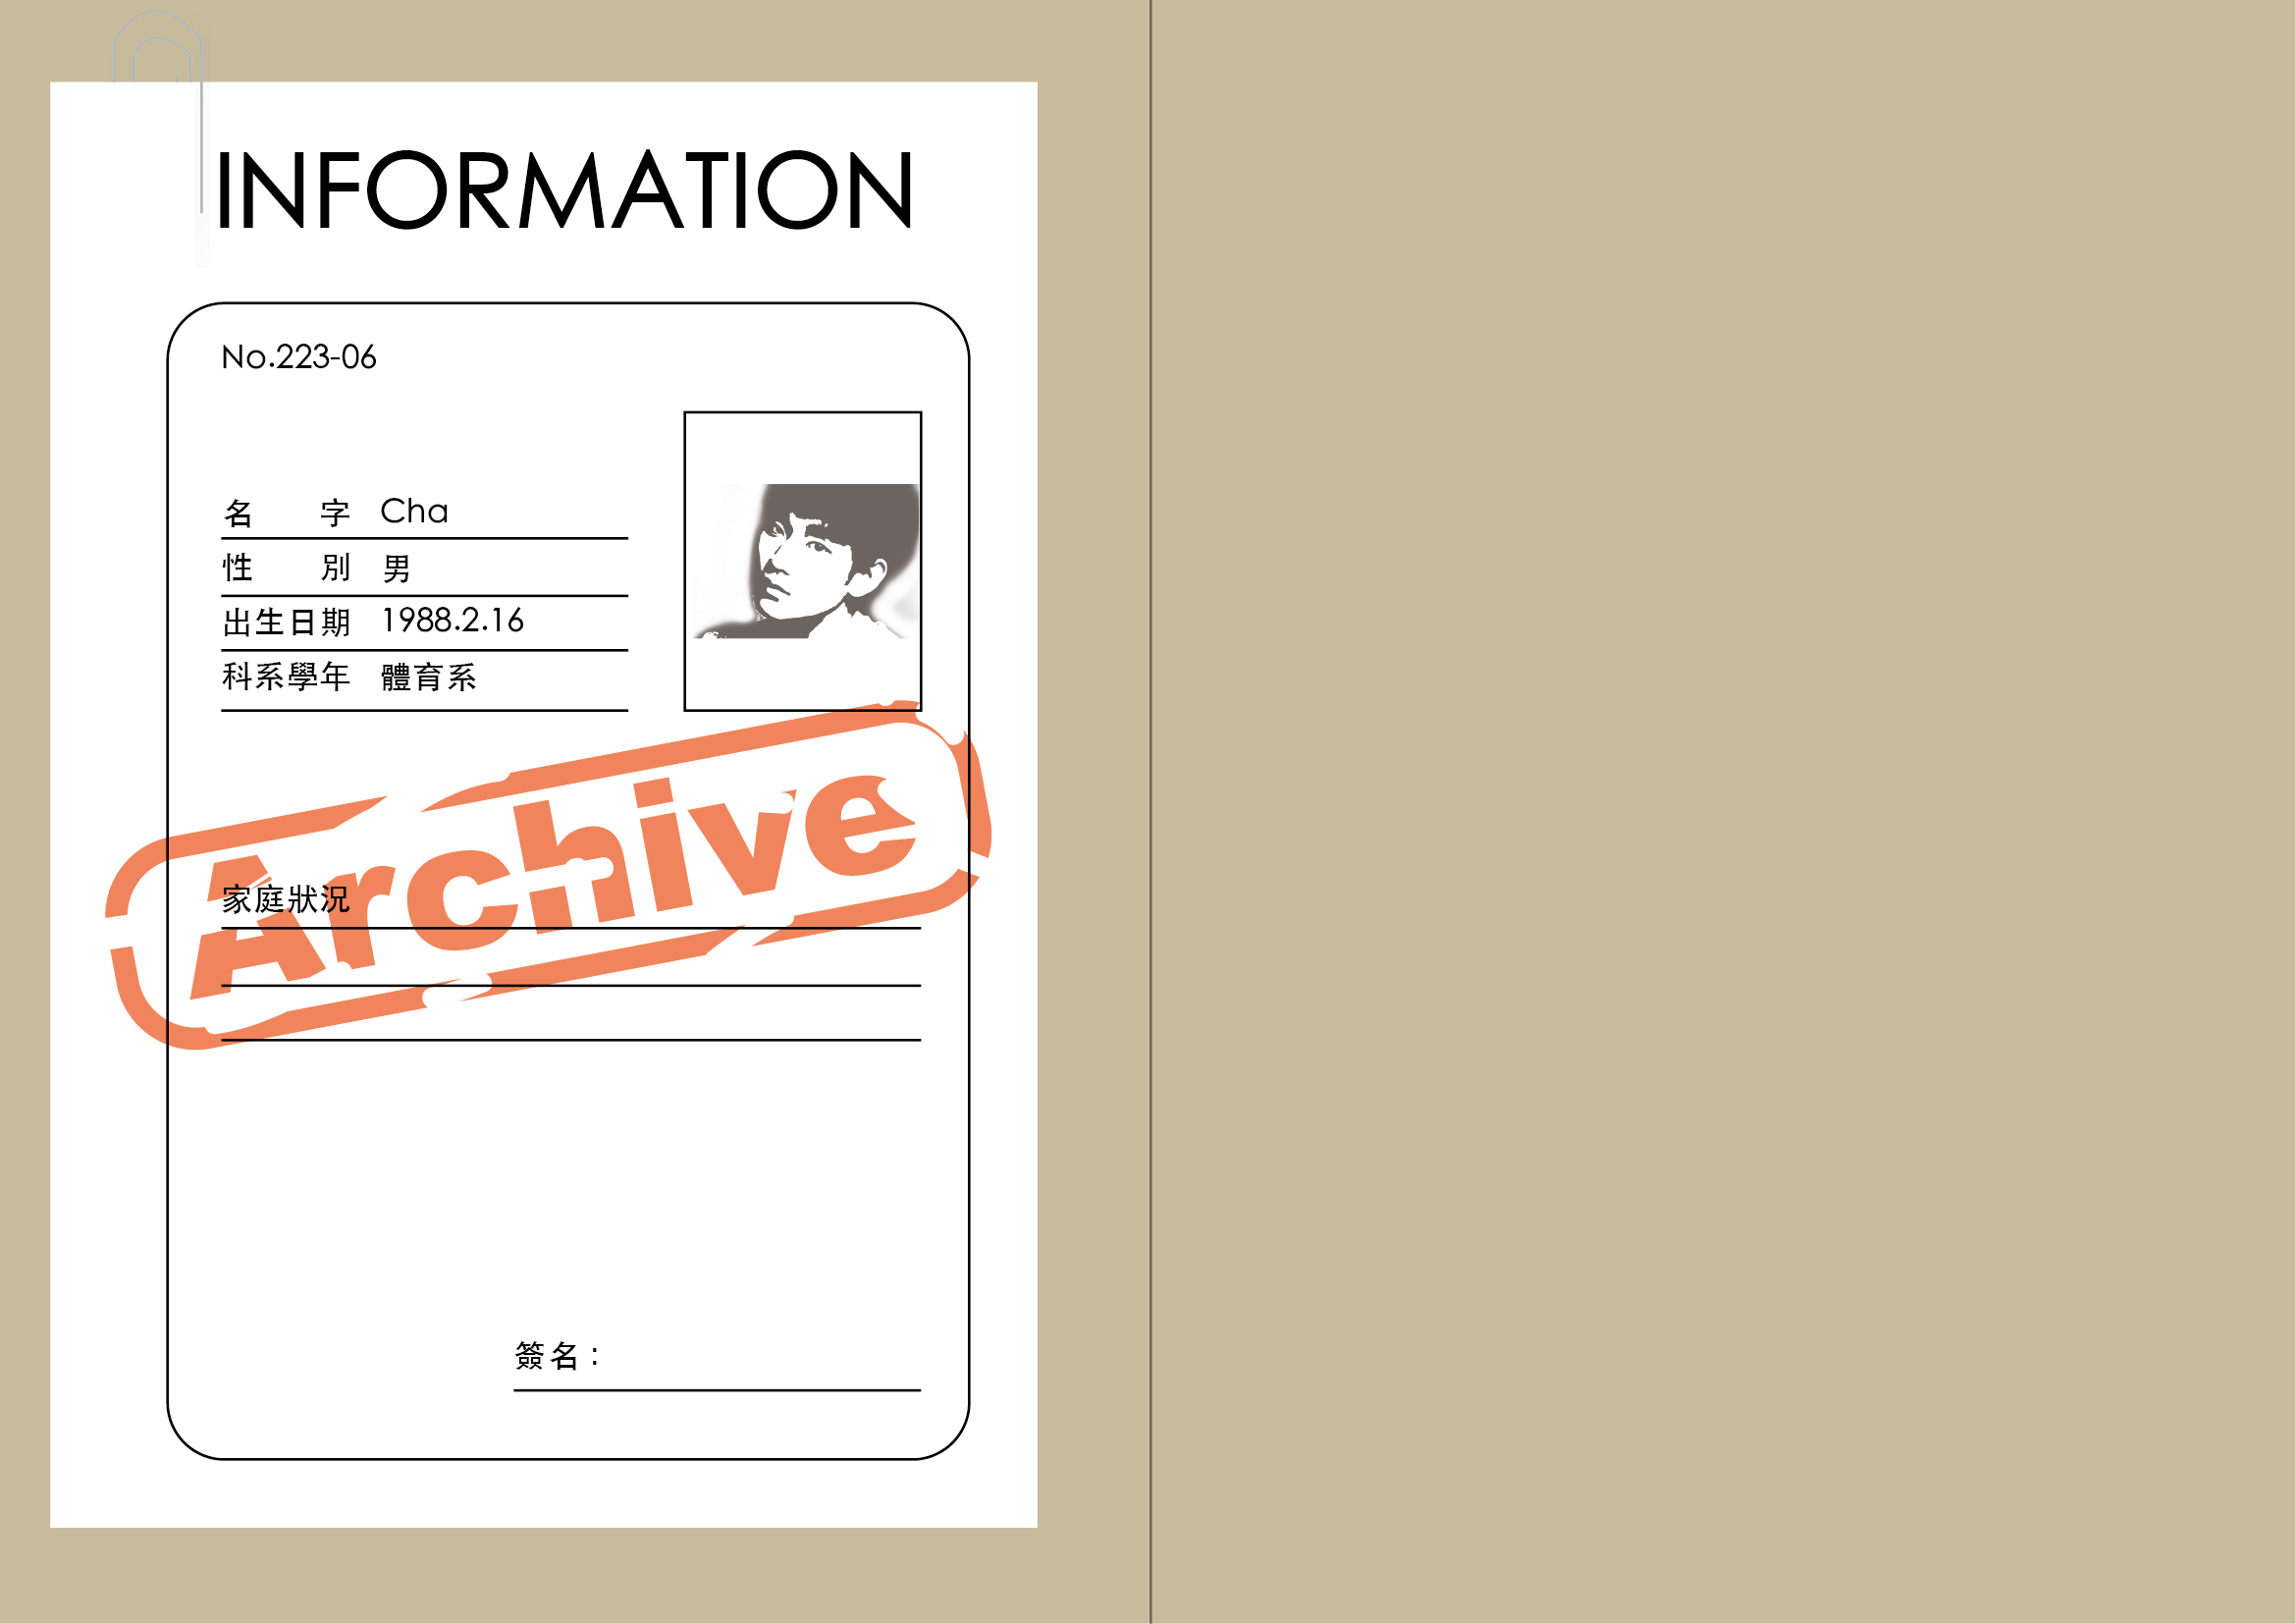 INFORMATION
No.223-06
名字 Cha
性別 男
出生日期 1988.2.16
科系學年 體育系
Archive
家庭狀況
簽名：